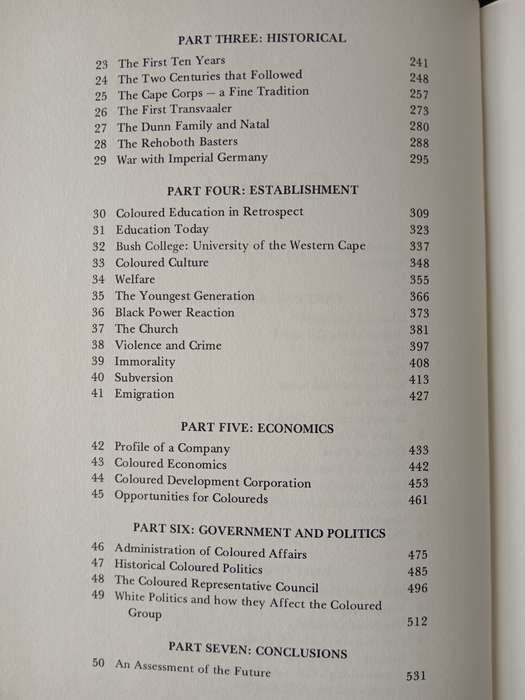 PART THREE: HISTORICAL
23 The First Ten Years 241
24 The Two Centuries that Followed 248
25 The Cape Corps — a Fine Tradition 257
26 The First Transvaaler 273
27 The Dunn Family and Natal 280
28 The Rehoboth Basters 288
29 War with Imperial Germany 295
PART FOUR: ESTABLISHMENT
30 Coloured Education in Retrospect 309
31 Education Today 323
32 Bush College: University of the Western Cape 337
33 Coloured Culture 348
34 Welfare 355
35 The Youngest Generation 366
36 Black Power Reaction 373
37 The Church 381
38 Violence and Crime 397
39 Immorality 408
40 Subversion 413
41 Emigration 427
PART FIVE: ECONOMICS
42 Profile of a Company 433
43 Coloured Economics 442
44 Coloured Development Corporation 453
45 Opportunities for Coloureds 461
PART SIX: GOVERNMENT AND POLITICS
46 Administration of Coloured Affairs 475
47 Historical Coloured Politics 485
48 The Coloured Representative Council 496
49 White Politics and how they Affect the Coloured
Group 512
PART SEVEN: CONCLUSIONS
50 An Assessment of the Future 531